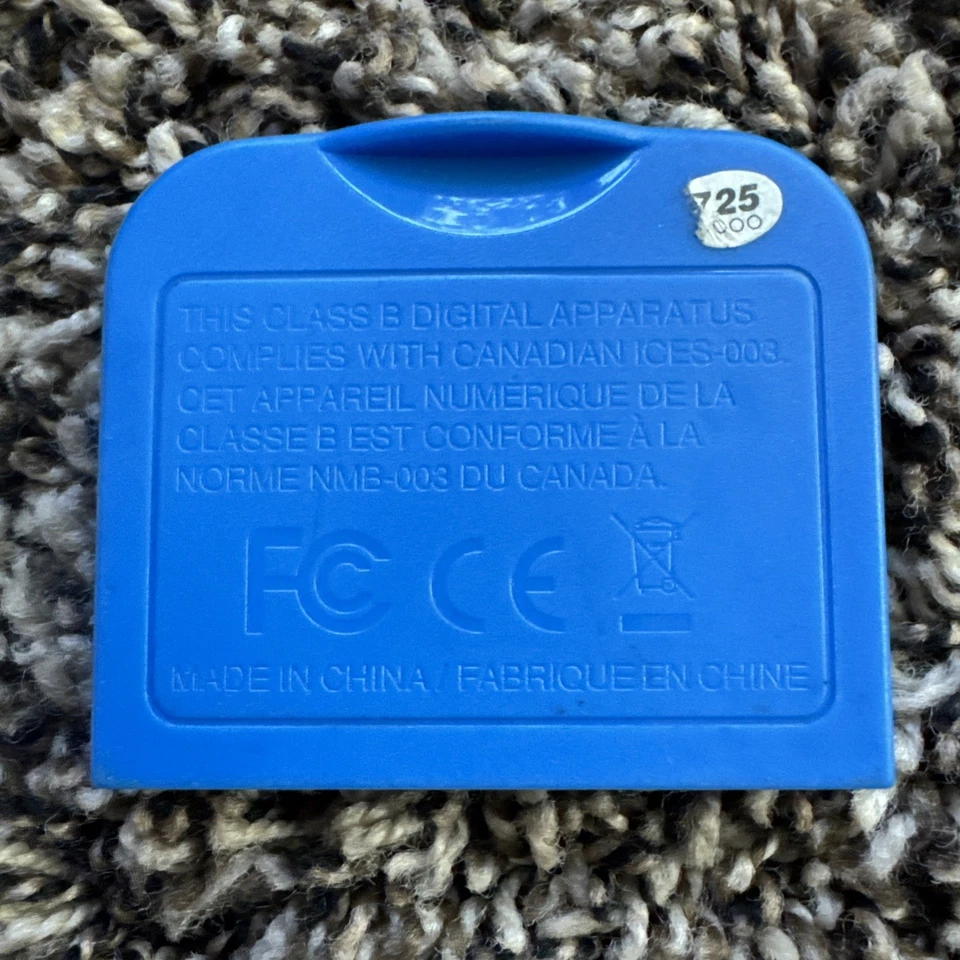 725
000
THIS CLASS B DIGITAL APPARATUS
COMPLIES WITH CANADIAN ICES-003.
CET APPAREIL NUMÉRIQUE DE LA
CLASSE B EST CONFORME À LA
NORME NMB-003 DU CANADA.
FC CE
MADE IN CHINA / FABRIQUE EN CHINE